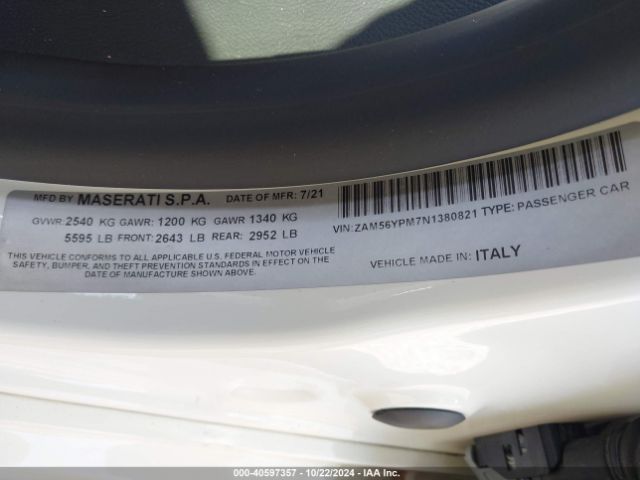 MFD BY MASERATI S.P.A. DATE OF MFR: 7/21
GVWR: 2540 KG GAWR: 1200 KG GAWR 1340 KG
5595 LB FRONT: 2643 LB REAR: 2952 LB
THIS VEHICLE CONFORMS TO ALL APPLICABLE U.S. FEDERAL MOTOR VEHICLE
SAFETY, BUMPER, AND THEFT PREVENTION STANDARDS IN EFFECT ON THE
DATE OF MANUFACTURE SHOWN ABOVE.
VIN: ZAM56YPM7N1380821 TYPE: PASSENGER CAR
VEHICLE MADE IN: ITALY
000-40597357 - 10/22/2024 - IAA Inc.